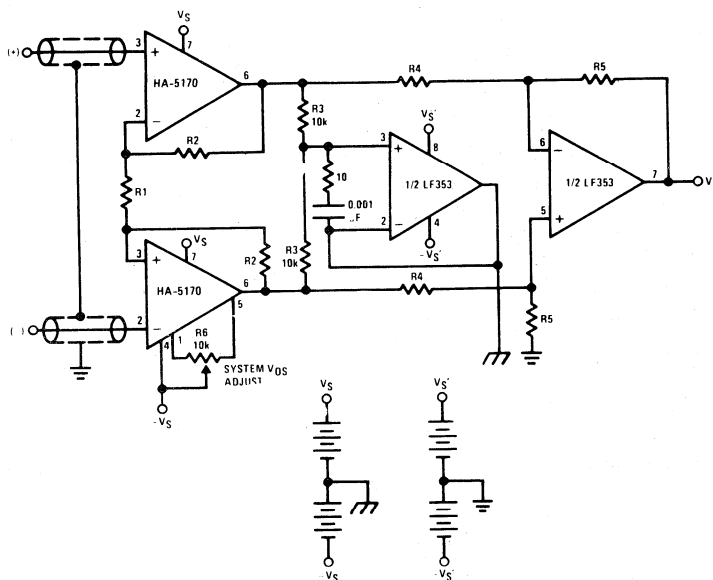 VS
(+)
3
+
7
HA-5170
6
2
−
R2
R1
R3
10k
10
0.001
µF
R3
10k
VS'
3
+
8
1/2 LF353
2
−
4
-VS'
R4
R5
6
−
1/2 LF353
7
V
5
+
R4
R5
VS
3
+
7
HA-5170
R2
6
5
(-)
2
−
4
1
R6
10k
SYSTEM VOS
ADJUST
-VS
VS
VS'
-VS
-VS'